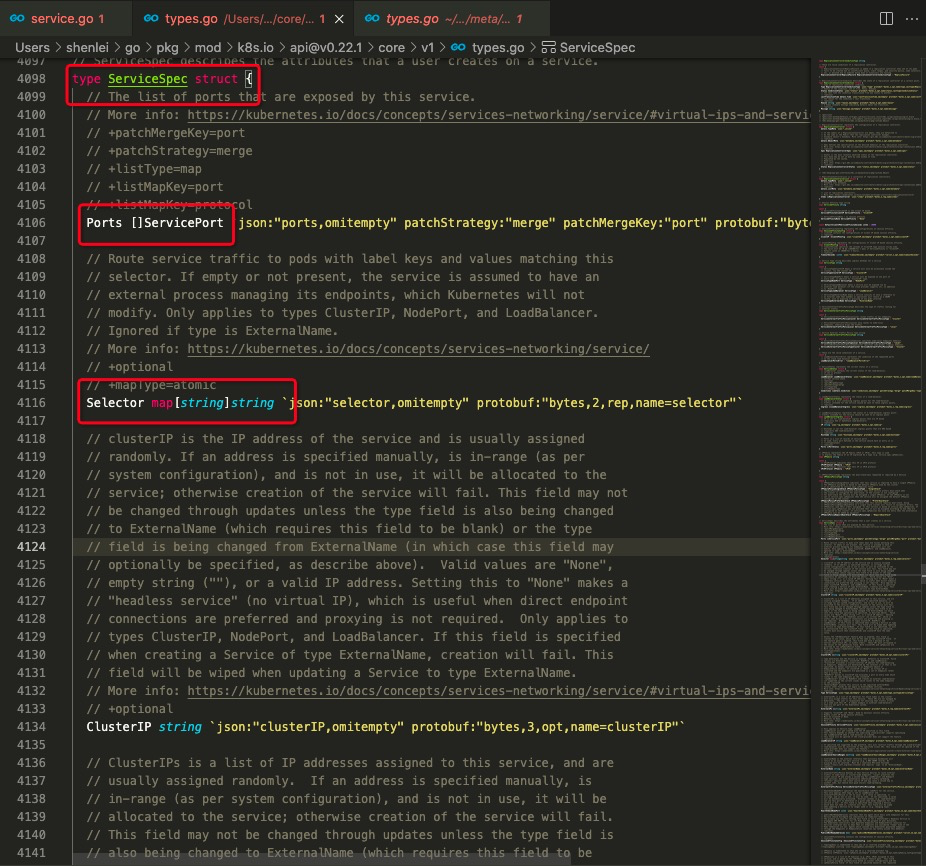 service.go 1
types.go /Users/.../core/... 1
types.go ~/.../meta/... 1
Users > shenlei > go > pkg > mod > k8s.io > api@v0.22.1 > core > v1 > types.go > ServiceSpec
4097 // ServiceSpec describes the attributes that a user creates on a service.
4098 type ServiceSpec struct {
4099 // The list of ports that are exposed by this service.
4100 // More info: https://kubernetes.io/docs/concepts/services-networking/service/#virtual-ips-and-servi
4101 // +patchMergeKey=port
4102 // +patchStrategy=merge
4103 // +listType=map
4104 // +listMapKey=port
4105 // +listMapKey=protocol
4106 Ports []ServicePort json:"ports,omitempty" patchStrategy:"merge" patchMergeKey:"port" protobuf:"byt
4107
4108 // Route service traffic to pods with label keys and values matching this
4109 // selector. If empty or not present, the service is assumed to have an
4110 // external process managing its endpoints, which Kubernetes will not
4111 // modify. Only applies to types ClusterIP, NodePort, and LoadBalancer.
4112 // Ignored if type is ExternalName.
4113 // More info: https://kubernetes.io/docs/concepts/services-networking/service/
4114 // +optional
4115 // +mapType=atomic
4116 Selector map[string]string `json:"selector,omitempty" protobuf:"bytes,2,rep,name=selector"`
4117
4118 // clusterIP is the IP address of the service and is usually assigned
4119 // randomly. If an address is specified manually, is in-range (as per
4120 // system configuration), and is not in use, it will be allocated to the
4121 // service; otherwise creation of the service will fail. This field may not
4122 // be changed through updates unless the type field is also being changed
4123 // to ExternalName (which requires this field to be blank) or the type
4124 // field is being changed from ExternalName (in which case this field may
4125 // optionally be specified, as describe above).  Valid values are "None",
4126 // empty string (""), or a valid IP address. Setting this to "None" makes a
4127 // "headless service" (no virtual IP), which is useful when direct endpoint
4128 // connections are preferred and proxying is not required.  Only applies to
4129 // types ClusterIP, NodePort, and LoadBalancer. If this field is specified
4130 // when creating a Service of type ExternalName, creation will fail. This
4131 // field will be wiped when updating a Service to type ExternalName.
4132 // More info: https://kubernetes.io/docs/concepts/services-networking/service/#virtual-ips-and-servi
4133 // +optional
4134 ClusterIP string `json:"clusterIP,omitempty" protobuf:"bytes,3,opt,name=clusterIP"`
4135
4136 // ClusterIPs is a list of IP addresses assigned to this service, and are
4137 // usually assigned randomly.  If an address is specified manually, is
4138 // in-range (as per system configuration), and is not in use, it will be
4139 // allocated to the service; otherwise creation of the service will fail.
4140 // This field may not be changed through updates unless the type field is
4141 // also being changed to ExternalName (which requires this field to be